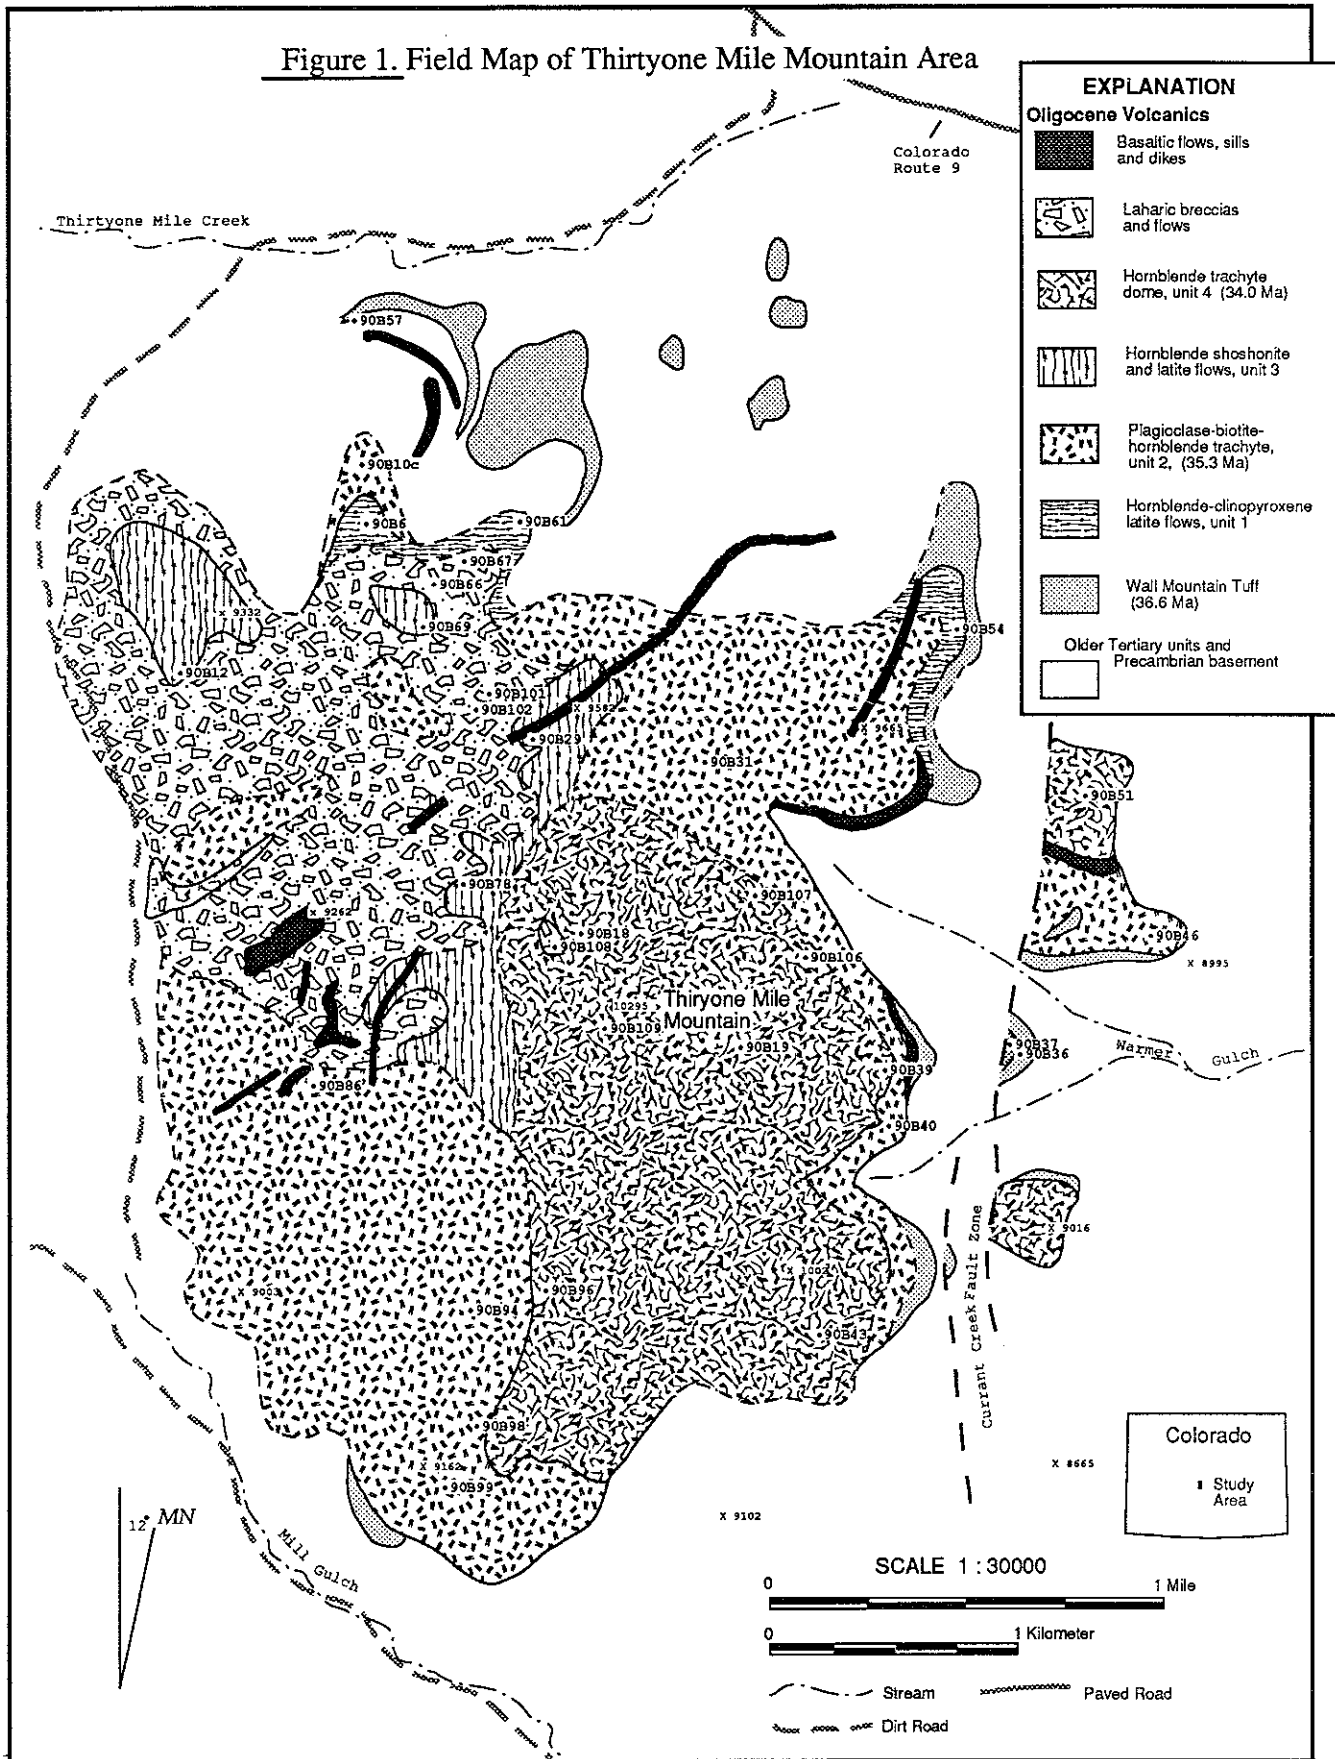 Figure 1. Field Map of Thirtyone Mile Mountain Area
EXPLANATION
Oligocene Volcanics
Basaltic flows, sills
and dikes
Laharic breccias
and flows
Hornblende trachyte
dome, unit 4 (34.0 Ma)
Hornblende shoshonite
and latite flows, unit 3
Plagioclase-biotite-
hornblende trachyte,
unit 2, (35.3 Ma)
Hornblende-clinopyroxene
latite flows, unit 1
Wall Mountain Tuff
(36.6 Ma)
Older Tertiary units and
Precambrian basement
Colorado
Route 9
Thirtyone Mile Creek
90B57
90B10c
90B6
90B61
90B67
90B66
X 9332
90B69
90B54
90B12
90B101
90B102
X 9582
90B29
90B31
90B51
90B78
90B107
X 9262
90B18
90B108
90B46
90B106
X 8995
10295
Thiryone Mile
Mountain
90B109
90B19
90B37
90B36
Warmer Gulch
90B39
90B86
90B40
X 9016
Currant Creek Fault Zone
X 9003
90B96
90B94
90B43
90B98
X 9162
90B99
X 8665
X 9102
Colorado
Study
Area
12° MN
Mill
Gulch
SCALE 1 : 30000
0 1 Mile
0 1 Kilometer
Stream Paved Road
Dirt Road